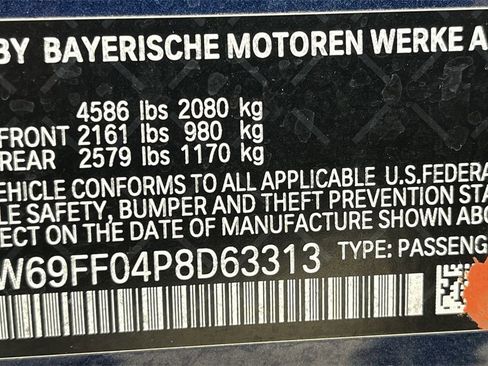 BY BAYERISCHE MOTOREN WERKE A
4586 lbs 2080 kg
FRONT 2161 lbs 980 kg
REAR 2579 lbs 1170 kg
EHICLE CONFORMS TO ALL APPLICABLE U.S.FEDERA
LE SAFETY, BUMPER AND THEFT PREVENTION STA
ON THE DATE OF MANUFACTURE SHOWN ABO
W69FF04P8D63313 TYPE: PASSENG